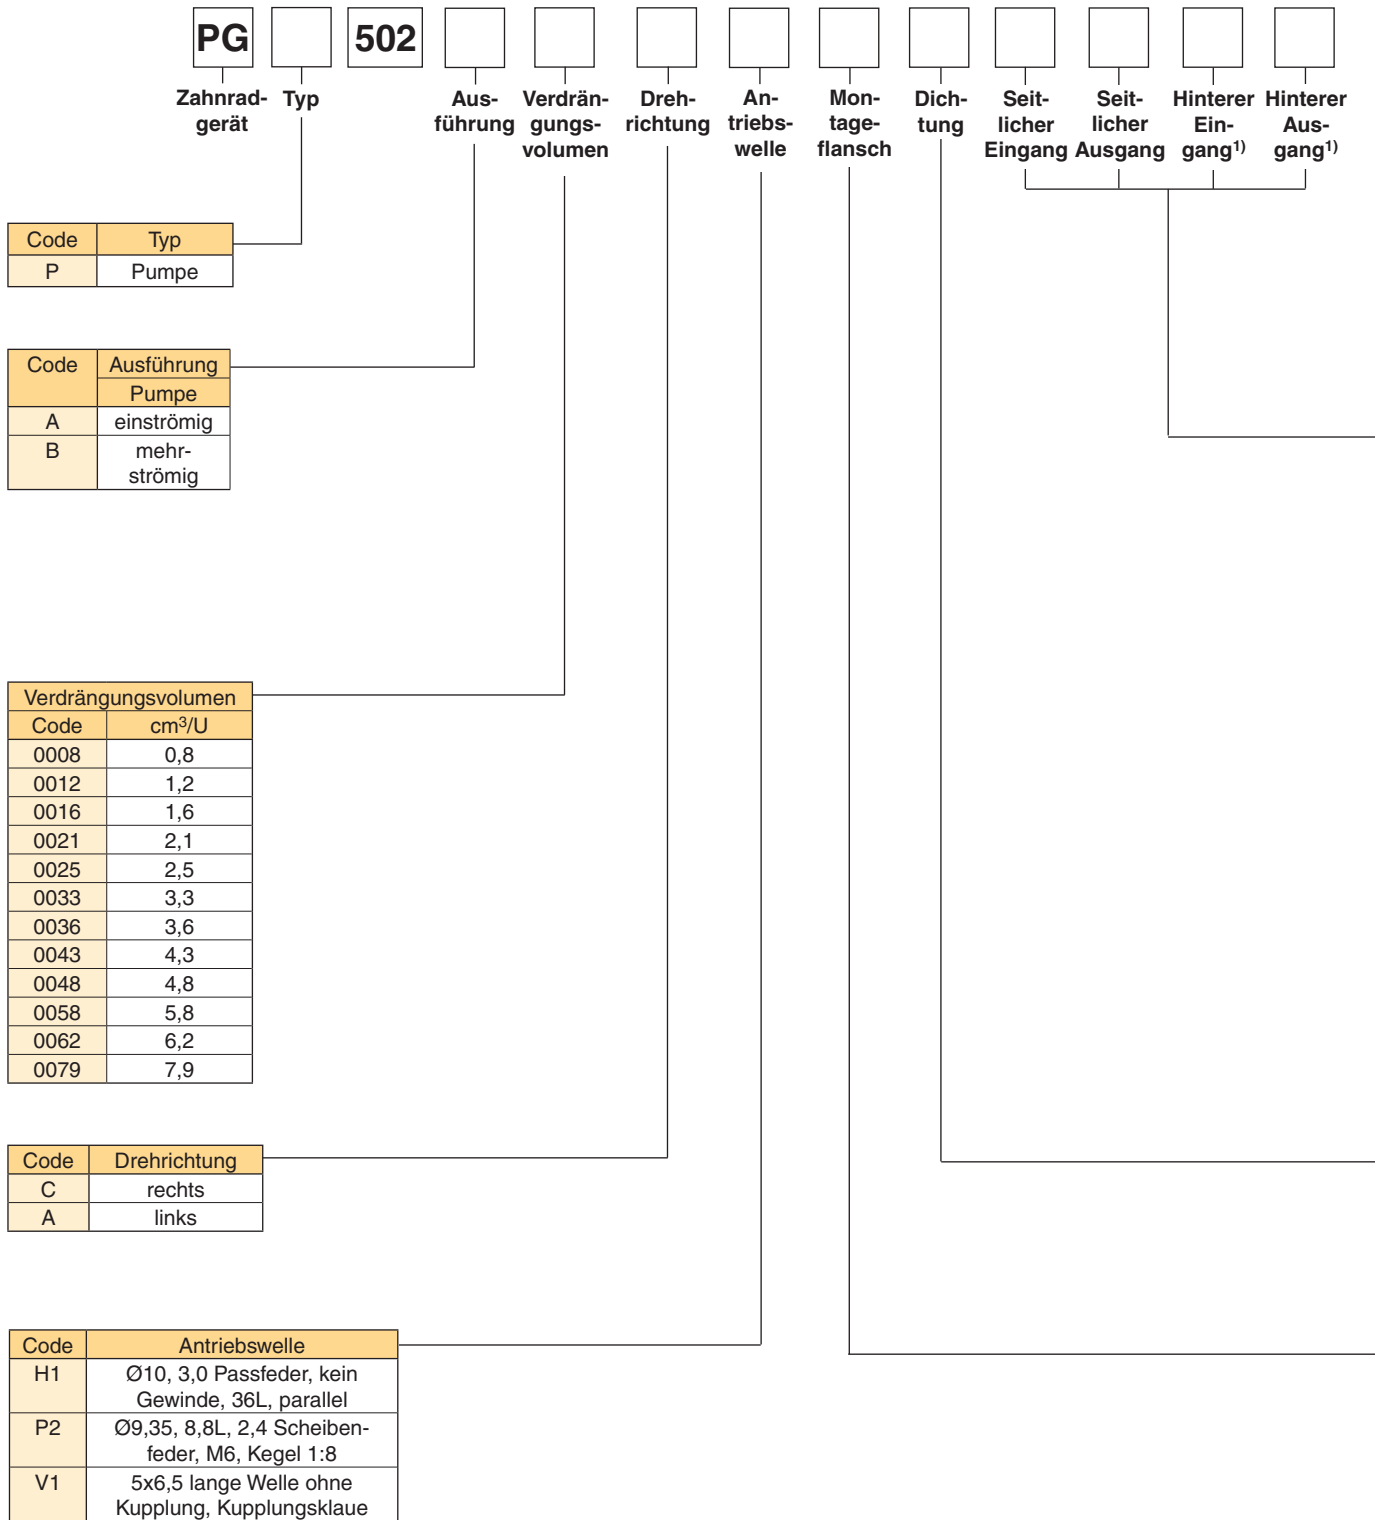 PG 502
Zahnrad- Typ Aus- Verdrän- Dreh- An- Mon- Dich- Seit- Seit- Hinterer Hinterer
gerät führung gungs- richtung triebs- tage- tung licher licher Ein- Aus-
volumen welle flansch Eingang Ausgang gang1) gang1)
Code Typ
P Pumpe
Code Ausführung
Pumpe
A einströmig
B mehr-
strömig
Verdrängungsvolumen
Code cm³/U
0008 0,8
0012 1,2
0016 1,6
0021 2,1
0025 2,5
0033 3,3
0036 3,6
0043 4,3
0048 4,8
0058 5,8
0062 6,2
0079 7,9
Code Drehrichtung
C rechts
A links
Code Antriebswelle
H1 Ø10, 3,0 Passfeder, kein
Gewinde, 36L, parallel
P2 Ø9,35, 8,8L, 2,4 Scheiben-
feder, M6, Kegel 1:8
V1 5x6,5 lange Welle ohne
Kupplung, Kupplungsklaue